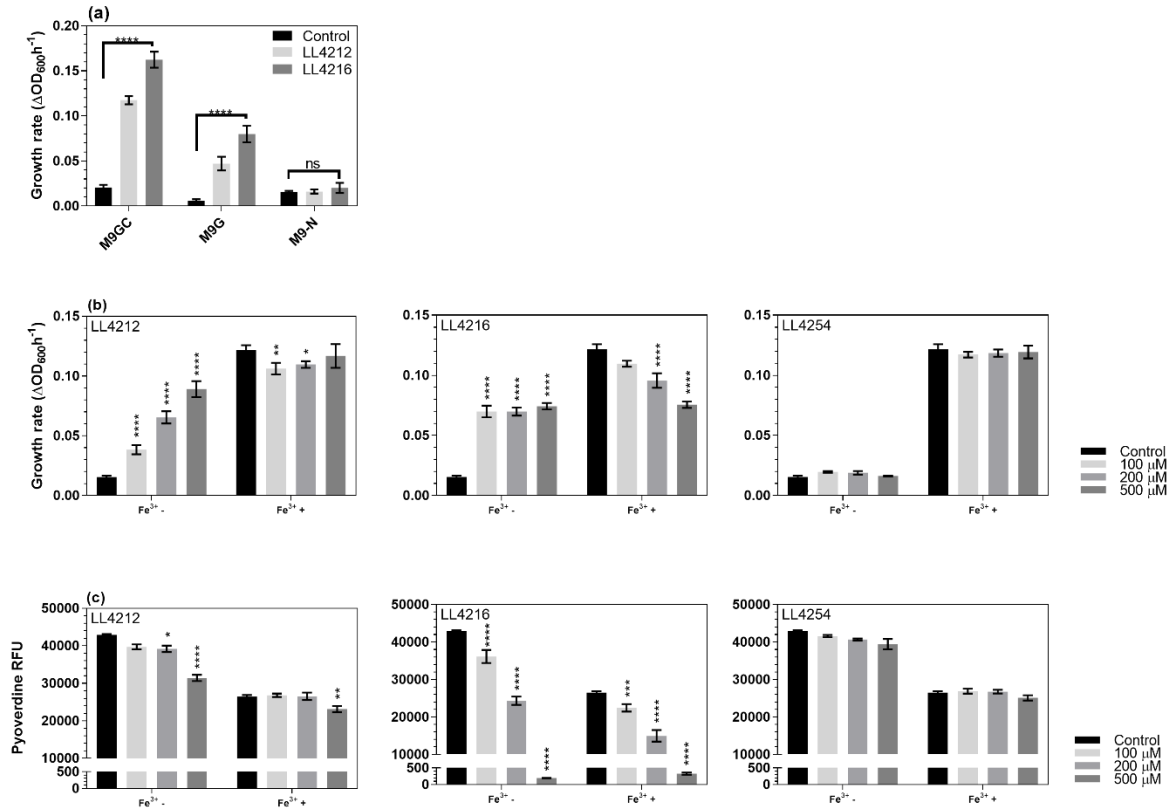 (a)
Growth rate (ΔOD600h-1)
0.20
0.15
0.10
0.05
0.00
****
****
ns
Control
LL4212
LL4216
M9GC
M9G
M9-N
(b)
Growth rate (ΔOD600h-1)
LL4212
0.15
0.10
0.05
0.00
****
****
****
**
*
Fe3+ -
Fe3+ +
LL4216
0.15
0.10
0.05
0.00
****
****
****
****
****
Fe3+ -
Fe3+ +
LL4254
0.15
0.10
0.05
0.00
Fe3+ -
Fe3+ +
Control
100 µM
200 µM
500 µM
(c)
Pyoverdine RFU
LL4212
50000
40000
30000
20000
10000
500
0
*
****
**
Fe3+ -
Fe3+ +
LL4216
50000
40000
30000
20000
10000
500
0
****
****
****
***
****
****
Fe3+ -
Fe3+ +
LL4254
50000
40000
30000
20000
10000
500
0
Fe3+ -
Fe3+ +
Control
100 µM
200 µM
500 µM